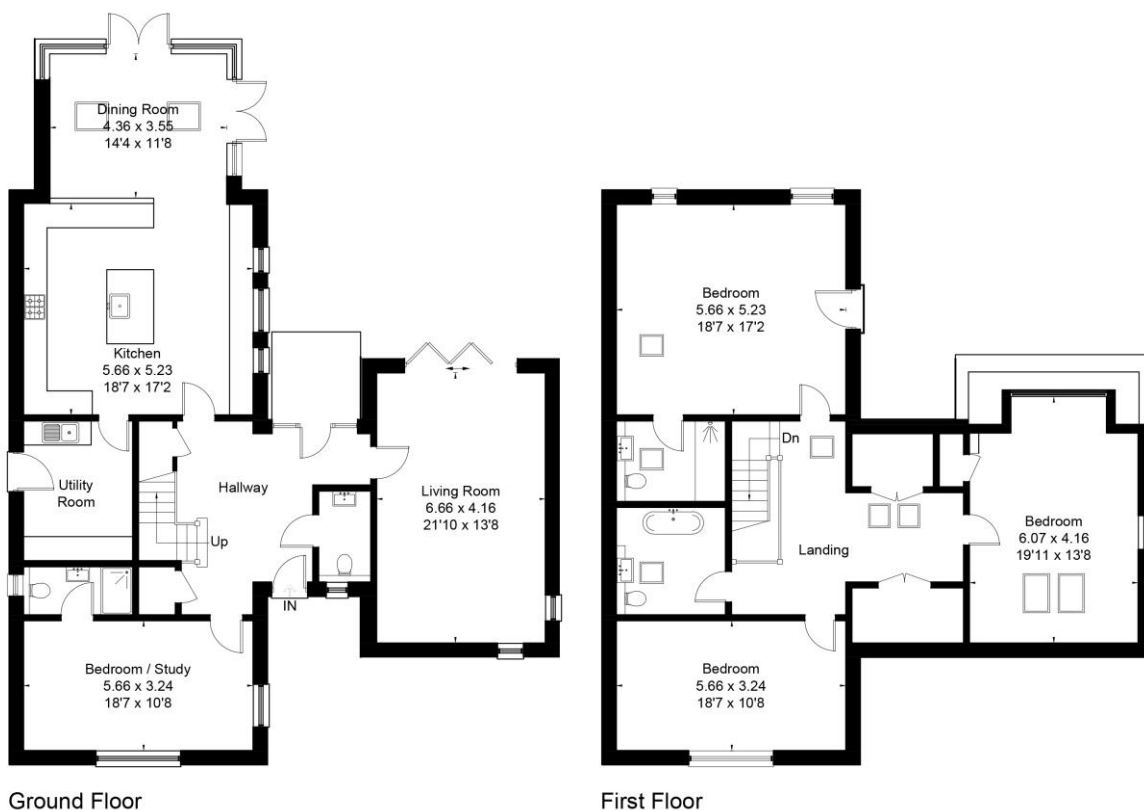 Dining Room
4.36 x 3.55
14'4 x 11'8
Kitchen
5.66 x 5.23
18'7 x 17'2
Utility
Room
Hallway
Up
IN
Living Room
6.66 x 4.16
21'10 x 13'8
Bedroom / Study
5.66 x 3.24
18'7 x 10'8
Ground Floor
Bedroom
5.66 x 5.23
18'7 x 17'2
Dn
Landing
Bedroom
6.07 x 4.16
19'11 x 13'8
Bedroom
5.66 x 3.24
18'7 x 10'8
First Floor